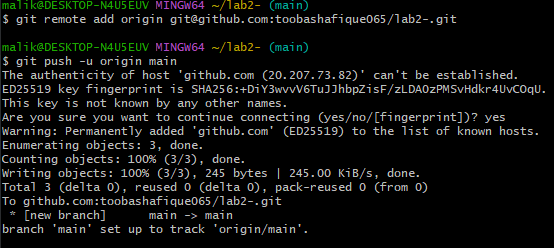 malik@DESKTOP-N4U5EUV MINGW64 ~/lab2- (main)
$ git remote add origin git@github.com:toobashafique065/lab2-.git
malik@DESKTOP-N4U5EUV MINGW64 ~/lab2- (main)
$ git push -u origin main
The authenticity of host 'github.com (20.207.73.82)' can't be established.
ED25519 key fingerprint is SHA256:+DiY3wvvV6TuJJhbpZisF/zLDA0zPMSvHdkr4UvCOqU.
This key is not known by any other names.
Are you sure you want to continue connecting (yes/no/[fingerprint])? yes
Warning: Permanently added 'github.com' (ED25519) to the list of known hosts.
Enumerating objects: 3, done.
Counting objects: 100% (3/3), done.
Writing objects: 100% (3/3), 245 bytes | 245.00 KiB/s, done.
Total 3 (delta 0), reused 0 (delta 0), pack-reused 0 (from 0)
To github.com:toobashafique065/lab2-.git
 * [new branch]      main -> main
branch 'main' set up to track 'origin/main'.